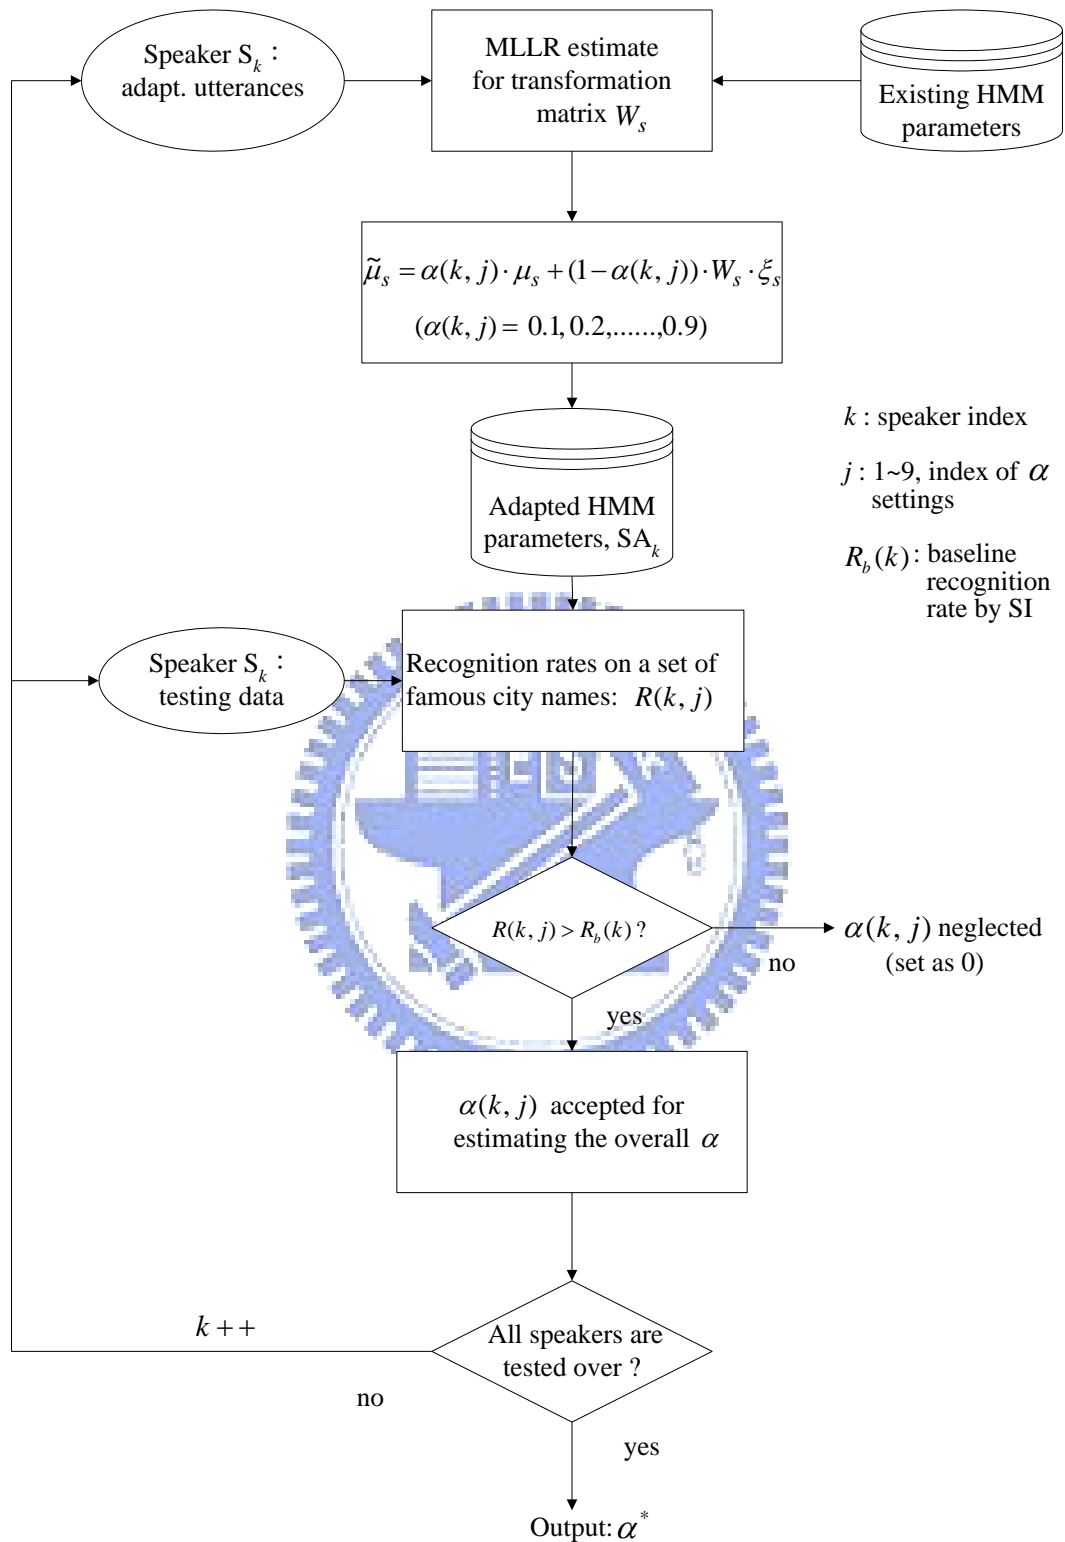 Speaker S_k :
adapt. utterances
MLLR estimate
for transformation
matrix W_s
Existing HMM
parameters
μ̃_s = α(k, j) · μ_s + (1 − α(k, j)) · W_s · ξ_s
(α(k, j) = 0.1, 0.2,......,0.9)
Adapted HMM
parameters, SA_k
k : speaker index
j : 1~9, index of α
settings
R_b(k) : baseline
recognition
rate by SI
Speaker S_k :
testing data
Recognition rates on a set of
famous city names: R(k, j)
R(k, j) > R_b(k) ?
no
α(k, j) neglected
(set as 0)
yes
α(k, j) accepted for
estimating the overall α
k + +
All speakers are
tested over ?
no
yes
Output: α*